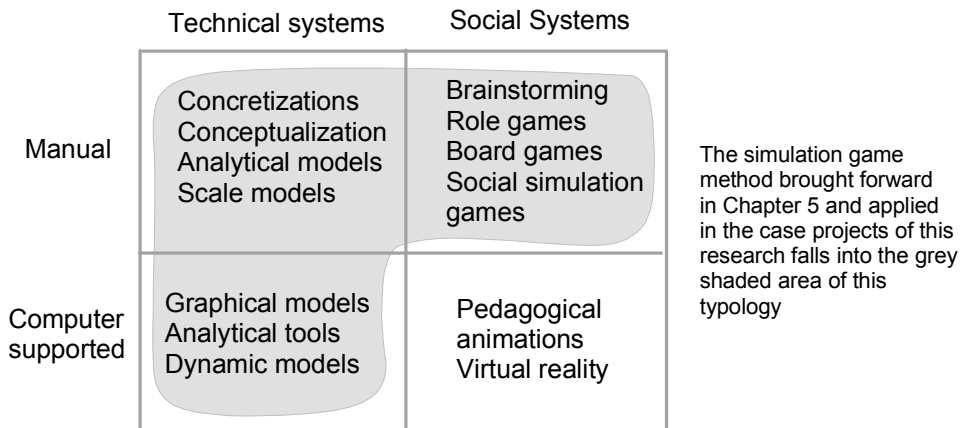 Technical systems
Social Systems
Manual
Concretizations
Conceptualization
Analytical models
Scale models
Brainstorming
Role games
Board games
Social simulation
games
Computer
supported
Graphical models
Analytical tools
Dynamic models
Pedagogical
animations
Virtual reality
The simulation game
method brought forward
in Chapter 5 and applied
in the case projects of this
research falls into the grey
shaded area of this
typology